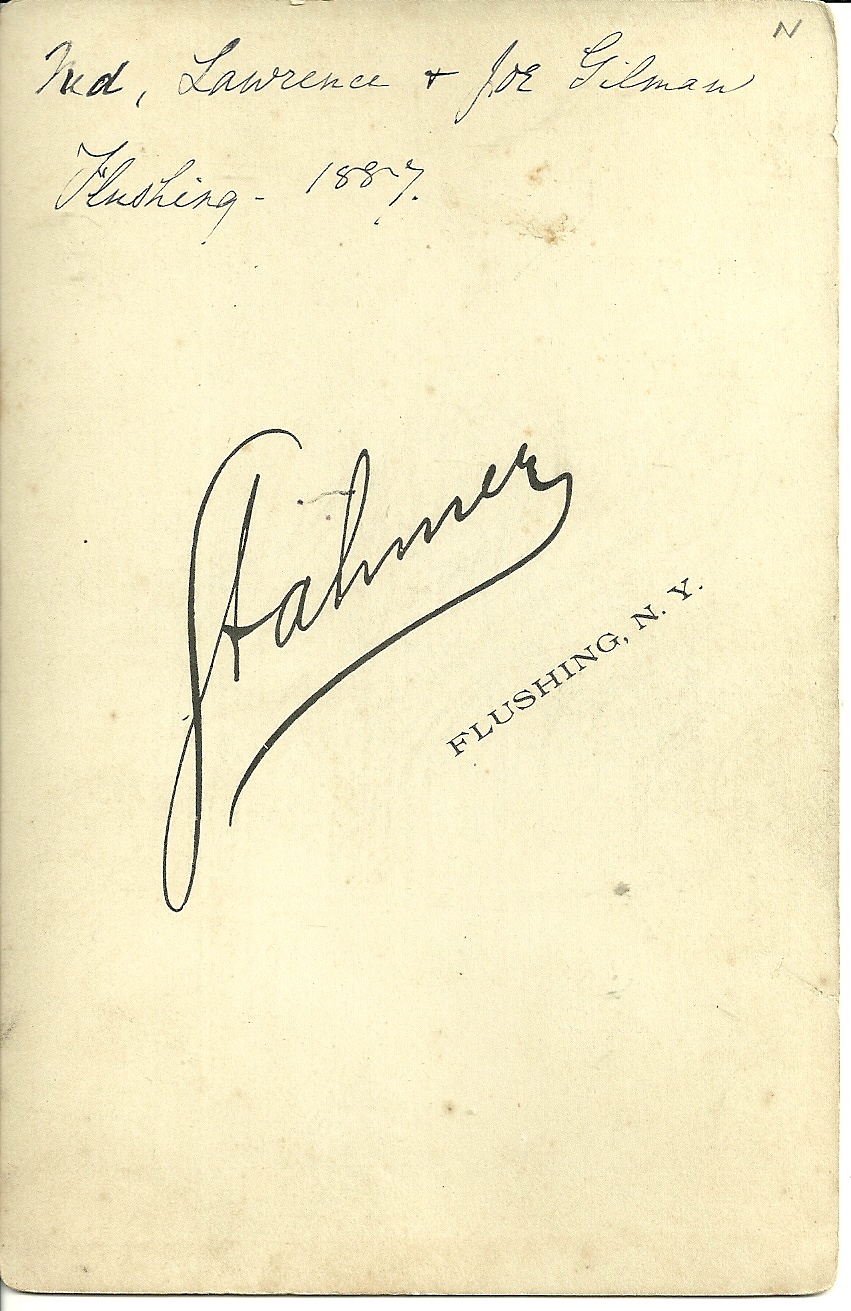 N
Ned, Lawrence + Joe Gilman
Flushing - 1887.
Stahmer
FLUSHING, N. Y.